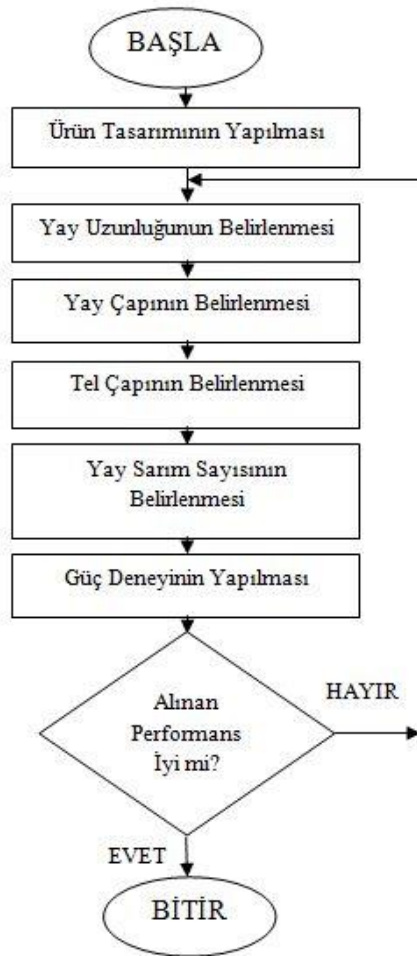 BAŞLA
Ürün Tasarımının Yapılması
Yay Uzunluğunun Belirlenmesi
Yay Çapının Belirlenmesi
Tel Çapının Belirlenmesi
Yay Sarım Sayısının
Belirlenmesi
Güç Deneyinin Yapılması
Alınan
Performans
İyi mi?
HAYIR
EVET
BİTİR